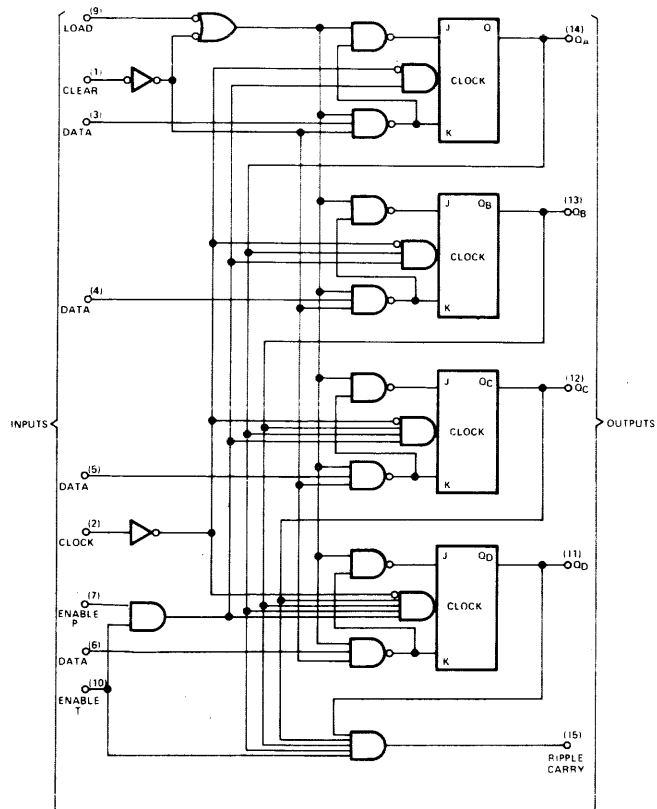 (9)
LOAD
(1)
CLEAR
(3)
DATA
J Q
CLOCK
K
(14)
QA
J QB
CLOCK
K
(13)
QB
(4)
DATA
J QC
CLOCK
K
(12)
QC
INPUTS
OUTPUTS
(5)
DATA
(2)
CLOCK
J QD
CLOCK
K
(11)
QD
(7)
ENABLE
P
(6)
DATA
(10)
ENABLE
T
(15)
RIPPLE
CARRY